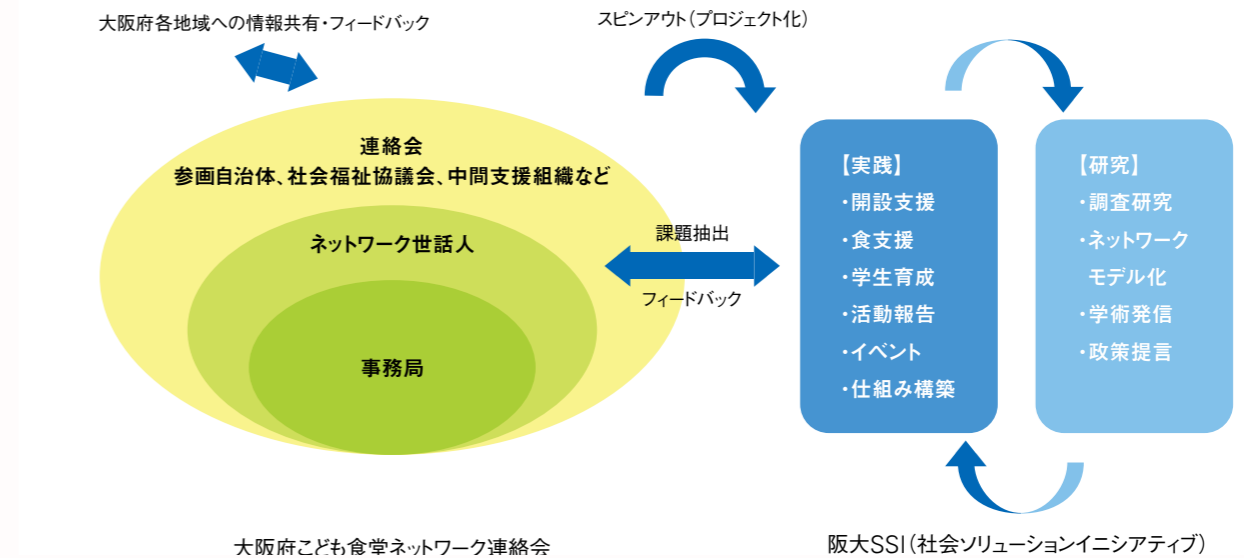 大阪府各地域への情報共有・フィードバック
スピンアウト(プロジェクト化)
連絡会
参画自治体、社会福祉協議会、中間支援組織など
ネットワーク世話人
事務局
課題抽出
フィードバック
【実践】
・開設支援
・食支援
・学生育成
・活動報告
・イベント
・仕組み構築
【研究】
・調査研究
・ネットワーク
モデル化
・学術発信
・政策提言
大阪府こども食堂ネットワーク連絡会
阪大SSI(社会ソリューションイニシアティブ)